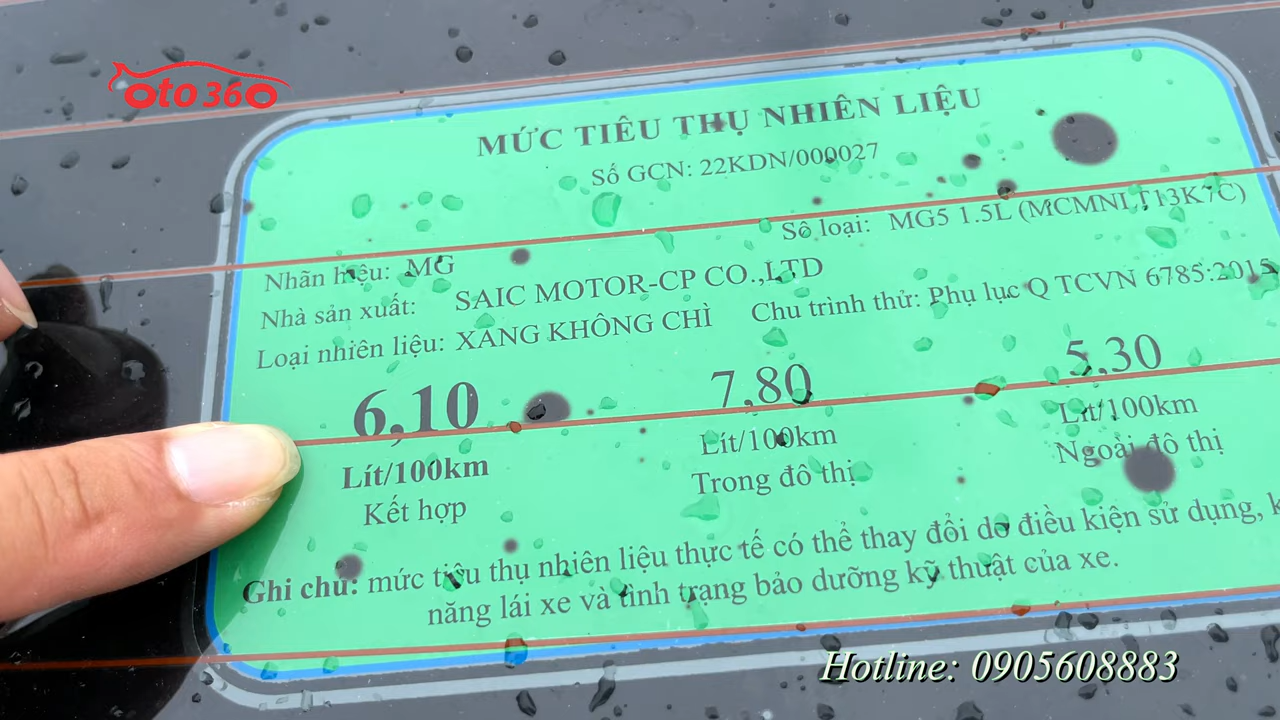 oto360
MỨC TIÊU THỤ NHIÊN LIỆU
Số GCN: 22KDN/000027
Nhãn hiệu: MG Số loại: MG5 1.5L (MCMNLT13K7C)
Nhà sản xuất: SAIC MOTOR-CP CO.,LTD
Loại nhiên liệu: XĂNG KHÔNG CHÌ Chu trình thử: Phụ lục Q TCVN 6785:2015
6,10 7,80 5,30
Lít/100km Lít/100km Lít/100km
Kết hợp Trong đô thị Ngoài đô thị
Ghi chú: mức tiêu thụ nhiên liệu thực tế có thể thay đổi do điều kiện sử dụng,
năng lái xe và tình trạng bảo dưỡng kỹ thuật của xe.
Hotline: 0905608883